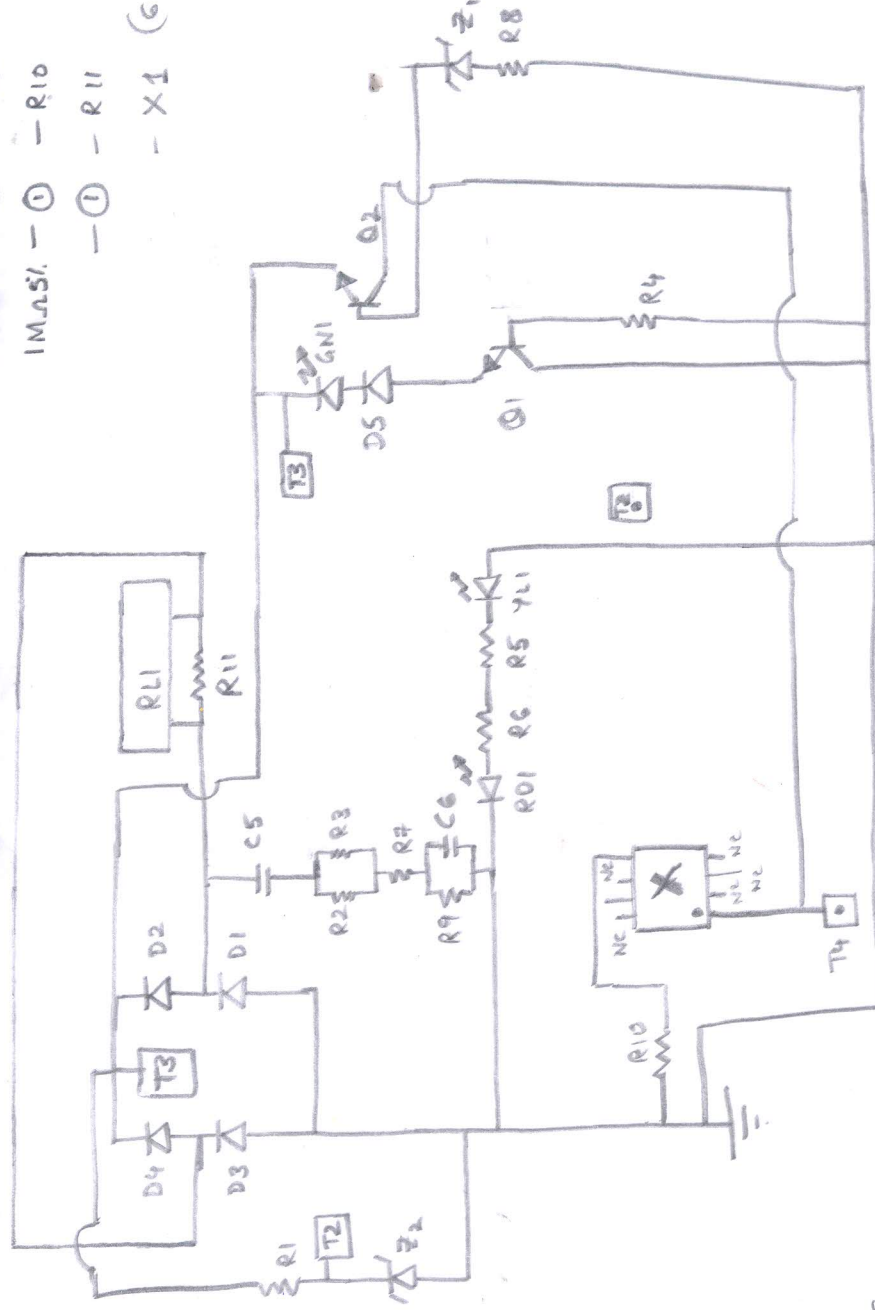 1MΩ5% - ① - R10
- ① - R11
- X1 (
Z1
R8
Q2
GN1
D5
T3
Q1
R4
T2
RL1
R11
C5
R2
R3
R7
R9
C6
RD1
R6
R5
YL1
D2
D1
T3
D4
D3
R1
T2
Z2
R10
NC
NC
X
NC
NC
NC
T4